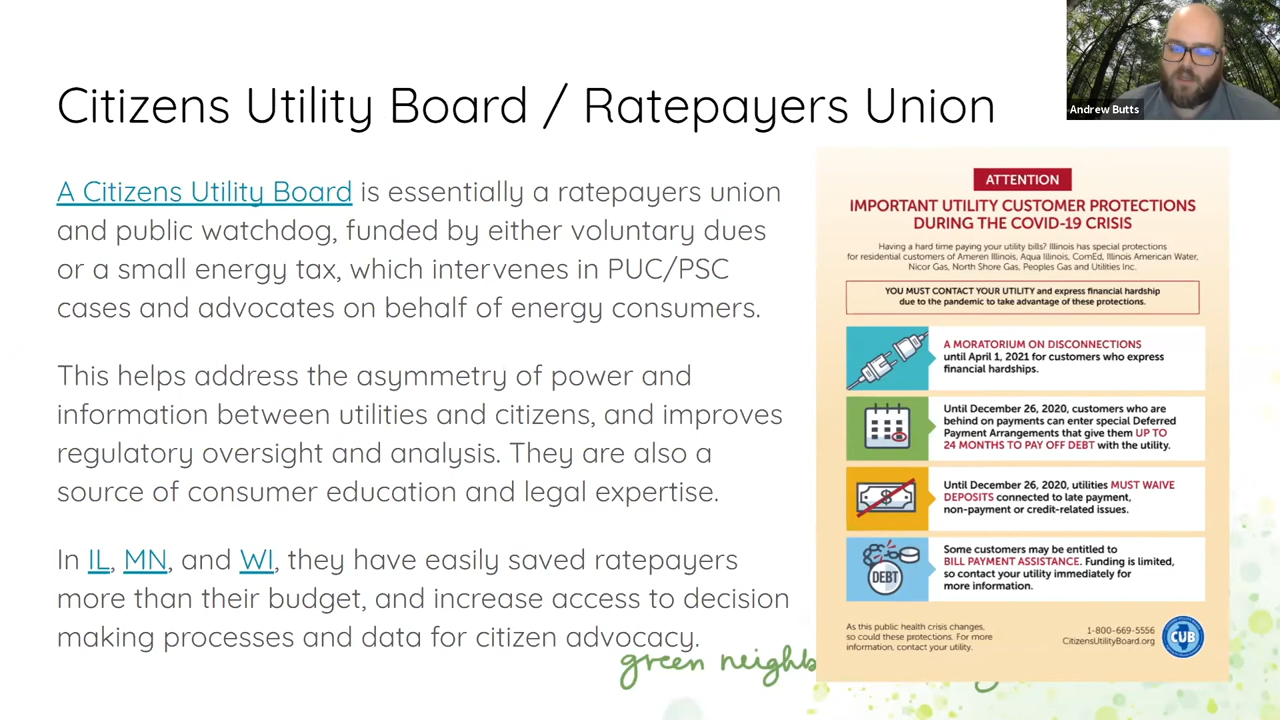 Citizens Utility Board / Ratepayers Union
Andrew Butts
A Citizens Utility Board is essentially a ratepayers union
and public watchdog, funded by either voluntary dues
or a small energy tax, which intervenes in PUC/PSC
cases and advocates on behalf of energy consumers.
This helps address the asymmetry of power and
information between utilities and citizens, and improves
regulatory oversight and analysis. They are also a
source of consumer education and legal expertise.
In IL, MN, and WI, they have easily saved ratepayers
more than their budget, and increase access to decision
making processes and data for citizen advocacy.
green
ATTENTION
IMPORTANT UTILITY CUSTOMER PROTECTIONS
DURING THE COVID-19 CRISIS
Having a hard time paying your utility bills? Illinois has special protections
for residential customers of Ameren Illinois, Aqua Illinois, ComEd, Illinois American Water,
Nicor Gas, North Shore Gas, Peoples Gas and Utilities Inc.
YOU MUST CONTACT YOUR UTILITY and express financial hardship
due to the pandemic to take advantage of these protections.
A MORATORIUM ON DISCONNECTIONS
until April 1, 2021 for customers who express
financial hardships.
Until December 26, 2020, customers who are
behind on payments can enter special Deferred
Payment Arrangements that give them UP TO
24 MONTHS TO PAY OFF DEBT with the utility.
Until December 26, 2020, utilities MUST WAIVE
DEPOSITS connected to late payment,
non-payment or credit-related issues.
DEBT
Some customers may be entitled to
BILL PAYMENT ASSISTANCE. Funding is limited,
so contact your utility immediately for
more information.
As this public health crisis changes,
so could these protections. For more
information, contact your utility.
1-800-669-5556
CitizensUtilityBoard.org
CUB